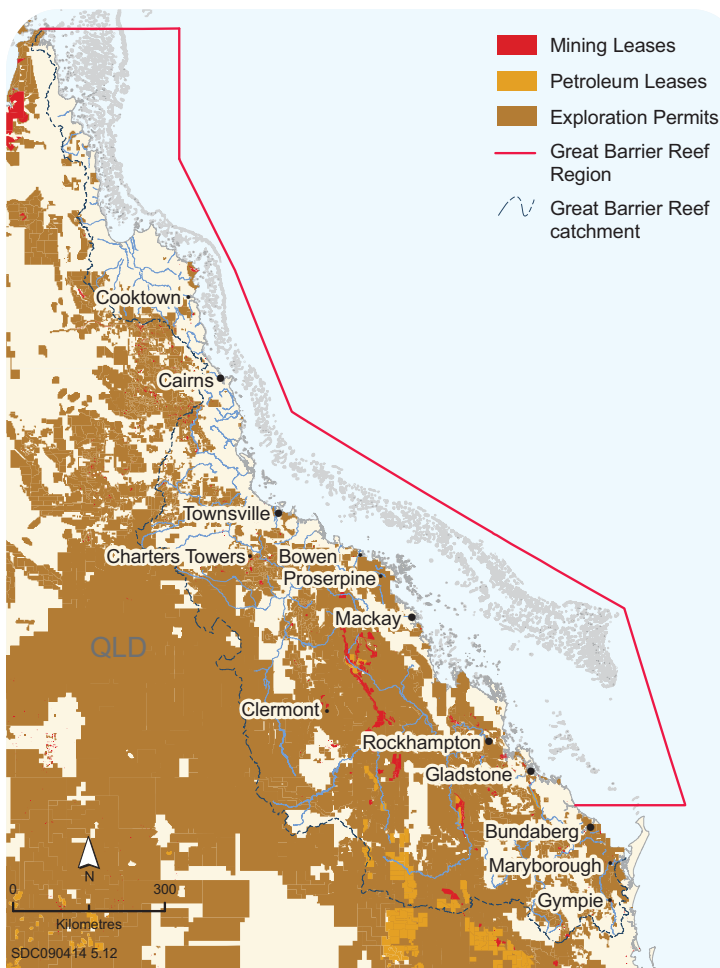 Mining Leases
Petroleum Leases
Exploration Permits
Great Barrier Reef
Region
Great Barrier Reef
catchment
Cooktown
Cairns
Townsville
Charters Towers
Bowen
Proserpine
Mackay
QLD
Clermont
Rockhampton
Gladstone
Bundaberg
Maryborough
Gympie
N
0 300
Kilometres
SDC090414 5.12